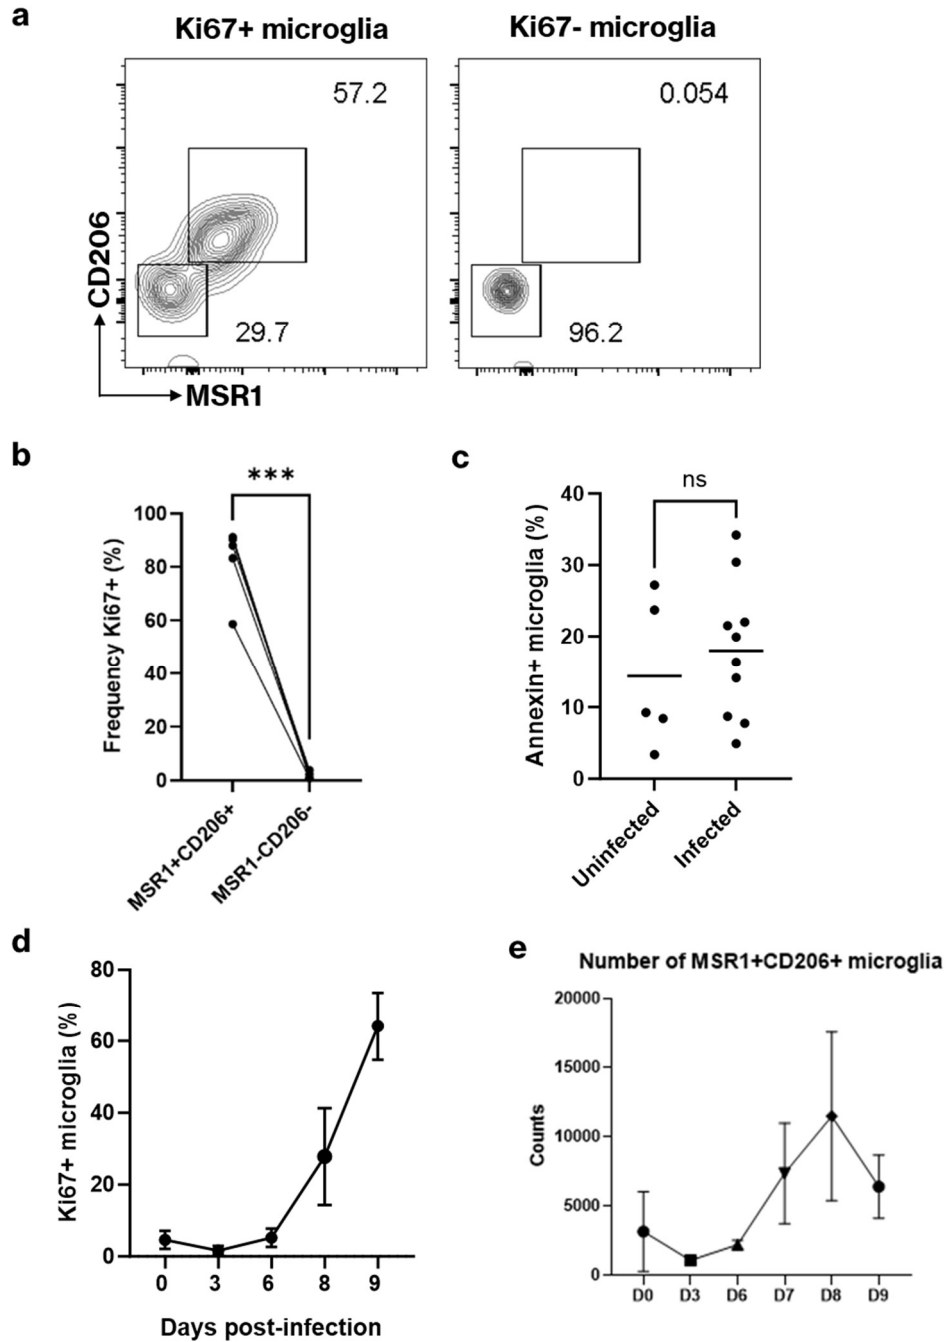 a
Ki67+ microglia
Ki67- microglia
57.2
0.054
CD206
29.7
96.2
MSR1
b
***
100
80
60
40
20
0
Frequency Ki67+ (%)
MSR1+CD206+
MSR1-CD206-
c
ns
40
30
20
10
0
Annexin+ microglia (%)
Uninfected
Infected
d
80
60
40
20
0
Ki67+ microglia (%)
0 3 6 8 9
Days post-infection
e
Number of MSR1+CD206+ microglia
20000
15000
10000
5000
0
Counts
D0 D3 D6 D7 D8 D9